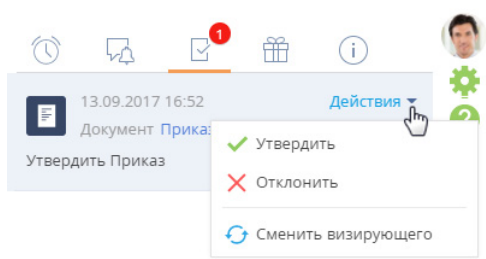 1
13.09.2017 16:52
Действия
Документ Приказ
Утвердить Приказ
Утвердить
Отклонить
Сменить визирующего